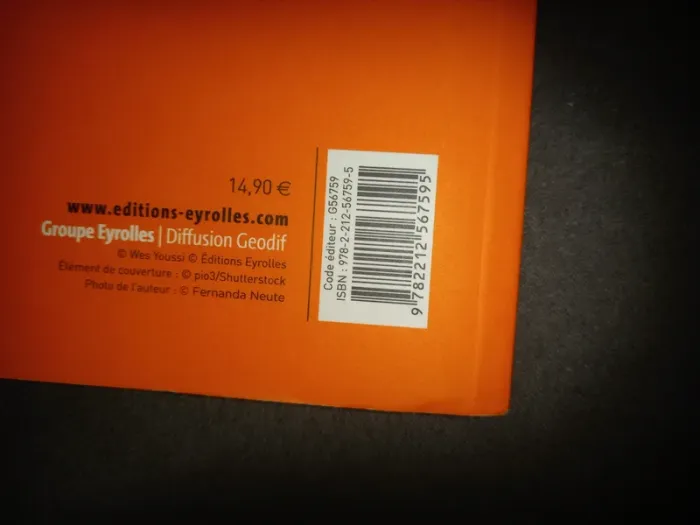 14,90 €
www.editions-eyrolles.com
Groupe Eyrolles | Diffusion Geodif
© Wes Youssi © Éditions Eyrolles
Élément de couverture : © pio3/Shutterstock
Photo de l'auteur : © Fernanda Neute
Code éditeur : G56759
ISBN : 978-2-212-56759-5
9 782212 567595